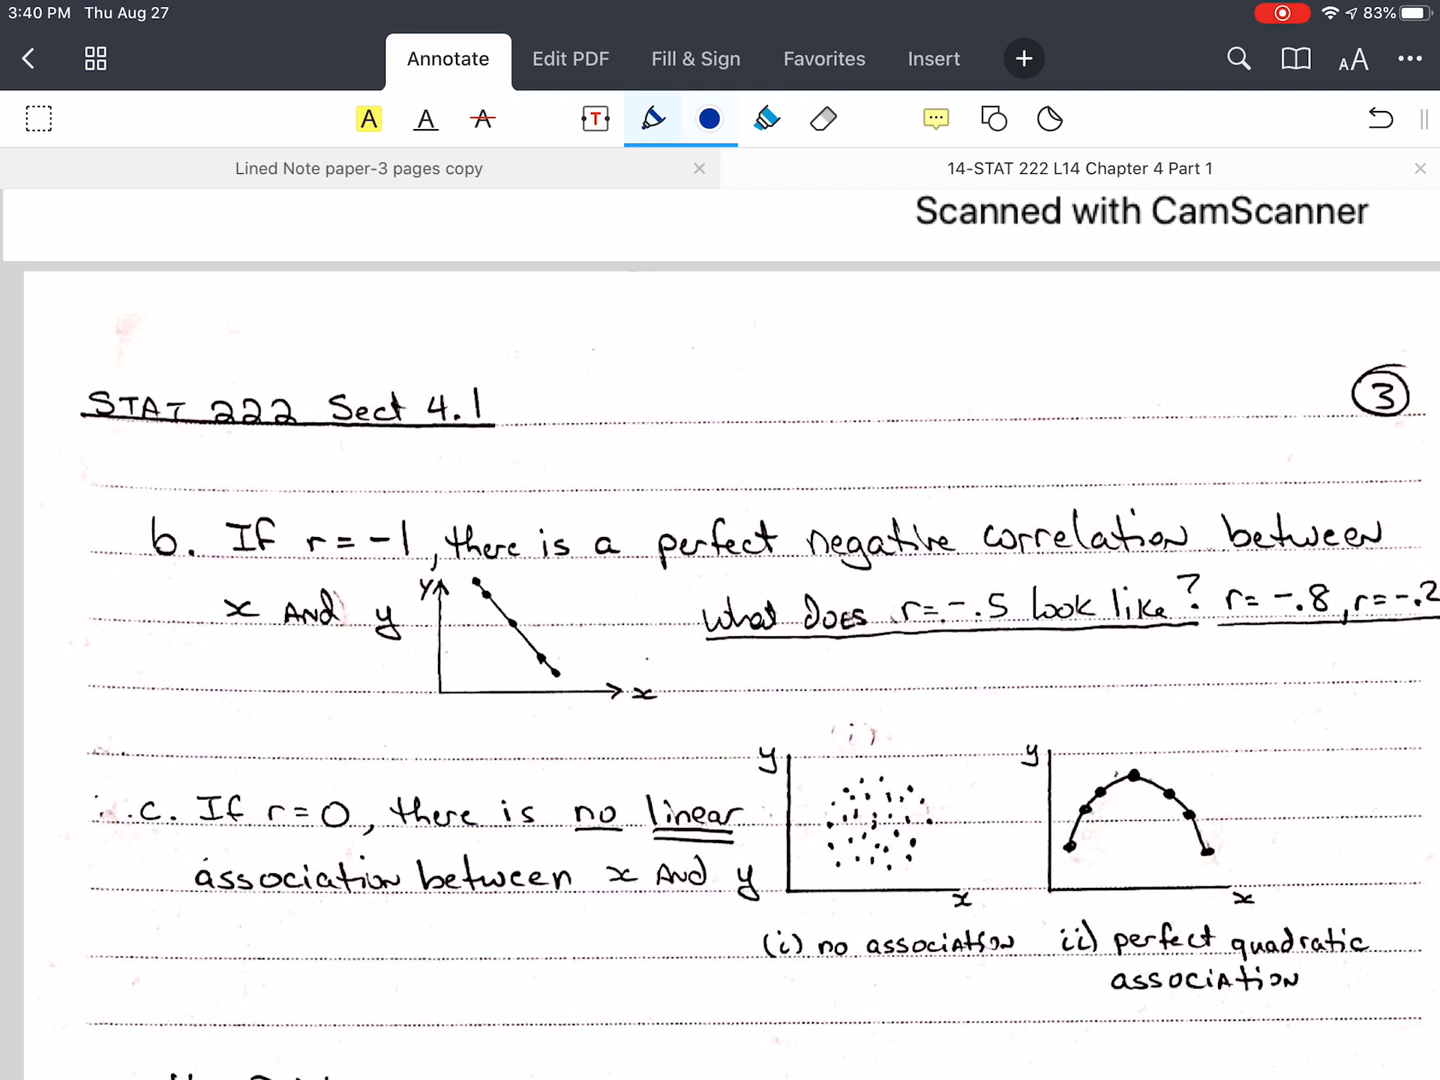 3:40 PM Thu Aug 27
83%
Annotate Edit PDF Fill & Sign Favorites Insert +
AA
A A A T
Lined Note paper-3 pages copy
14-STAT 222 L14 Chapter 4 Part 1
Scanned with CamScanner
STAT 222 Sect 4.1
3
b. If r = -1, there is a perfect negative correlation between
x AND y
y
x
What does r = -.5 look like? r = -.8, r = -.2
(i)
y
y
c. If r = 0, there is no linear
association between x AND y
x
x
(i) no association
ii) perfect quadratic
association